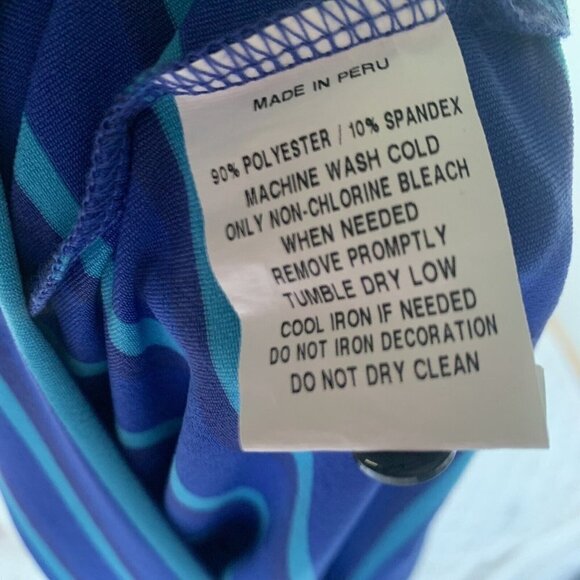 MADE IN PERU
90% POLYESTER / 10% SPANDEX
MACHINE WASH COLD
ONLY NON-CHLORINE BLEACH
WHEN NEEDED
REMOVE PROMPTLY
TUMBLE DRY LOW
COOL IRON IF NEEDED
DO NOT IRON DECORATION
DO NOT DRY CLEAN